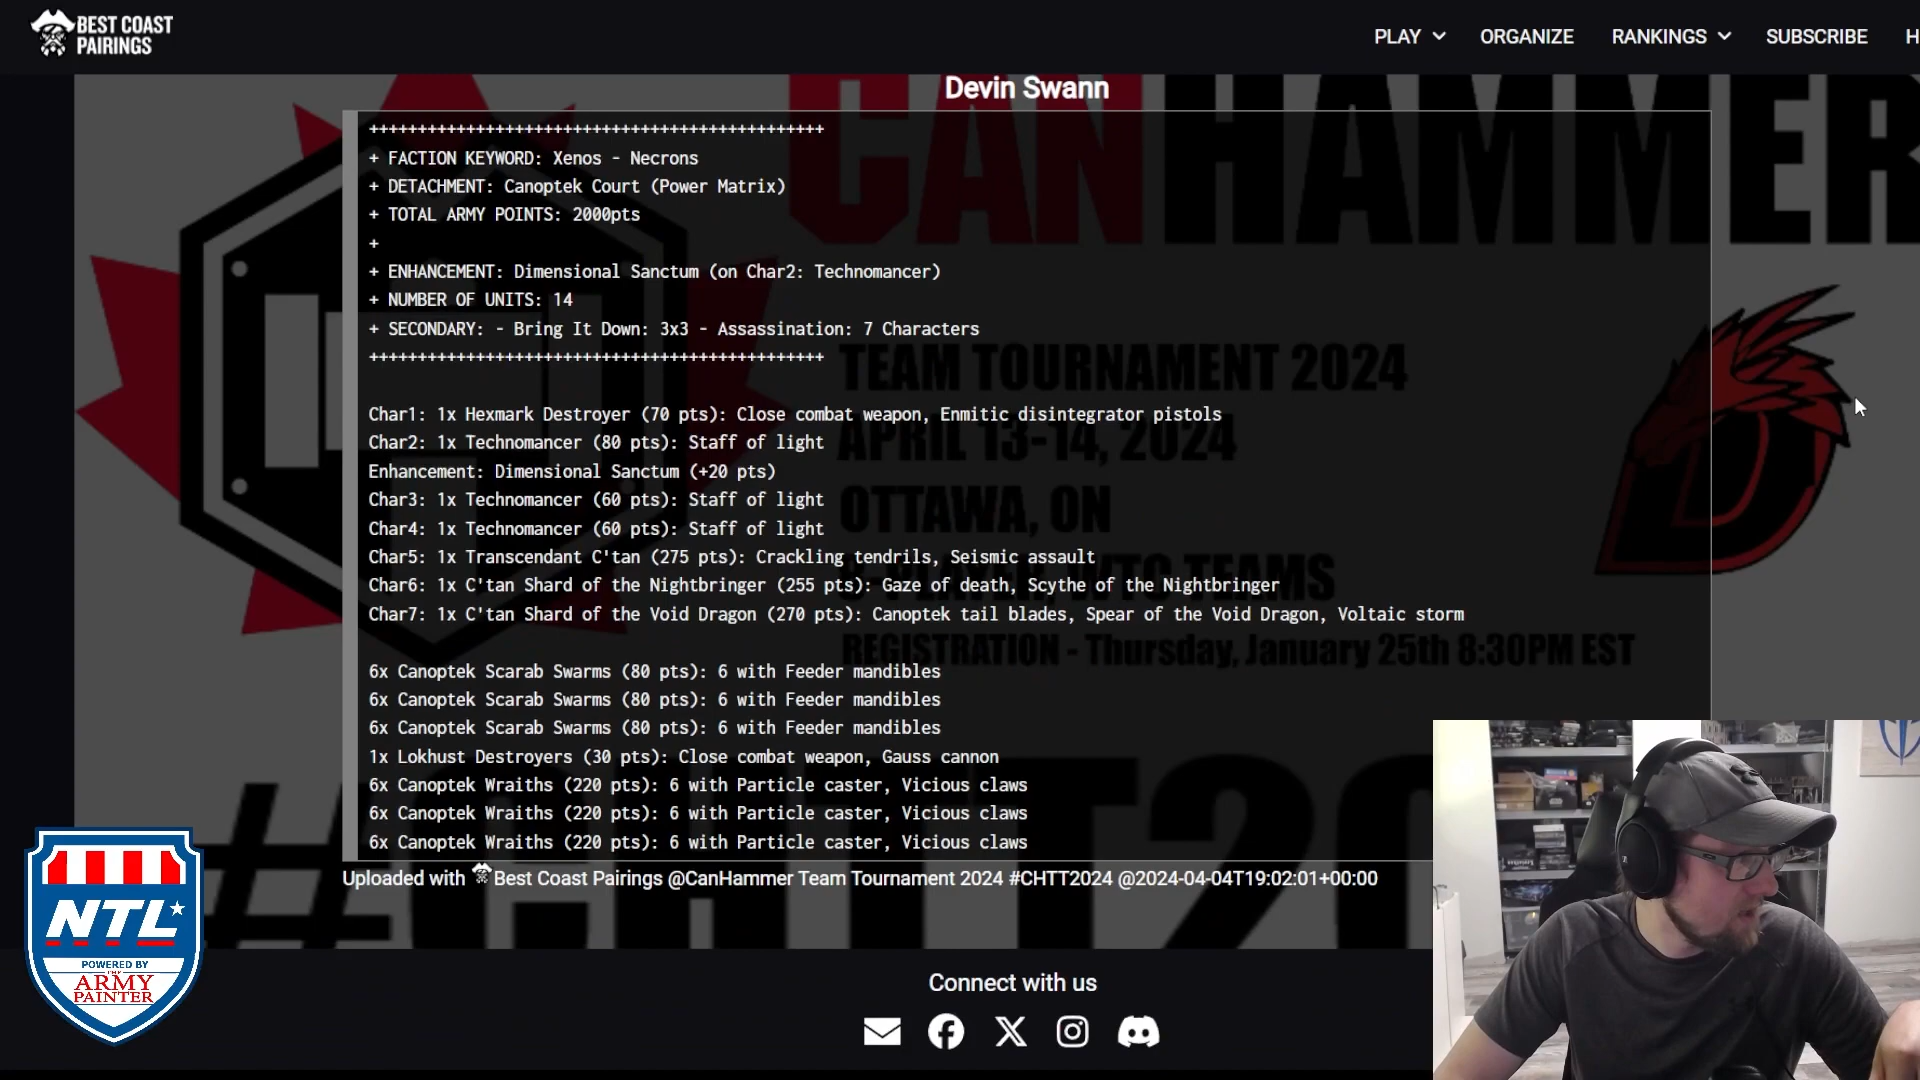 BEST COAST
PAIRINGS
PLAY
ORGANIZE
RANKINGS
SUBSCRIBE
H
CANHAMMER
Devin Swann
+++++++++++++++++++++++++++++++++++++++++++++++
+ FACTION KEYWORD: Xenos - Necrons
+ DETACHMENT: Canoptek Court (Power Matrix)
+ TOTAL ARMY POINTS: 2000pts
+
+ ENHANCEMENT: Dimensional Sanctum (on Char2: Technomancer)
+ NUMBER OF UNITS: 14
+ SECONDARY: - Bring It Down: 3x3 - Assassination: 7 Characters
+++++++++++++++++++++++++++++++++++++++++++++++
TEAM TOURNAMENT 2024
Char1: 1x Hexmark Destroyer (70 pts): Close combat weapon, Enmitic disintegrator pistols
APRIL 13-14, 2024
Char2: 1x Technomancer (80 pts): Staff of light
Enhancement: Dimensional Sanctum (+20 pts)
Char3: 1x Technomancer (60 pts): Staff of light
OTTAWA, ON
Char4: 1x Technomancer (60 pts): Staff of light
Char5: 1x Transcendant C'tan (275 pts): Crackling tendrils, Seismic assault
TEAMS
Char6: 1x C'tan Shard of the Nightbringer (255 pts): Gaze of death, Scythe of the Nightbringer
Char7: 1x C'tan Shard of the Void Dragon (270 pts): Canoptek tail blades, Spear of the Void Dragon, Voltaic storm
REGISTRATION - Thursday, January 25th 8:30PM EST
6x Canoptek Scarab Swarms (80 pts): 6 with Feeder mandibles
6x Canoptek Scarab Swarms (80 pts): 6 with Feeder mandibles
6x Canoptek Scarab Swarms (80 pts): 6 with Feeder mandibles
1x Lokhust Destroyers (30 pts): Close combat weapon, Gauss cannon
6x Canoptek Wraiths (220 pts): 6 with Particle caster, Vicious claws
6x Canoptek Wraiths (220 pts): 6 with Particle caster, Vicious claws
6x Canoptek Wraiths (220 pts): 6 with Particle caster, Vicious claws
Uploaded with Best Coast Pairings @CanHammer Team Tournament 2024 #CHTT2024 @2024-04-04T19:02:01+00:00
NTL
POWERED BY
THE
ARMY
PAINTER
Connect with us